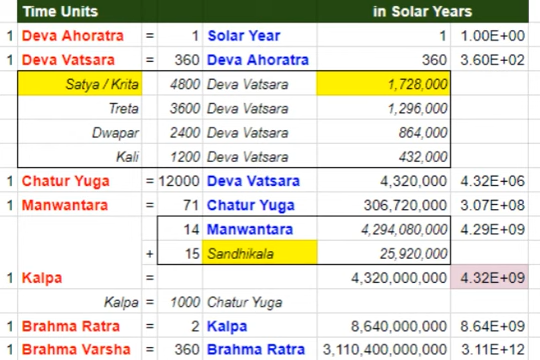 Time Units in Solar Years
1 Deva Ahoratra = 1 Solar Year 1 1.00E+00
1 Deva Vatsara = 360 Deva Ahoratra 360 3.60E+02
Satya / Krita 4800 Deva Vatsara 1,728,000
Treta 3600 Deva Vatsara 1,296,000
Dwapar 2400 Deva Vatsara 864,000
Kali 1200 Deva Vatsara 432,000
1 Chatur Yuga = 12000 Deva Vatsara 4,320,000 4.32E+06
1 Manwantara = 71 Chatur Yuga 306,720,000 3.07E+08
14 Manwantara 4,294,080,000 4.29E+09
+ 15 Sandhikala 25,920,000
1 Kalpa = 4,320,000,000 4.32E+09
Kalpa = 1000 Chatur Yuga
1 Brahma Ratra = 2 Kalpa 8,640,000,000 8.64E+09
1 Brahma Varsha = 360 Brahma Ratra 3,110,400,000,000 3.11E+12